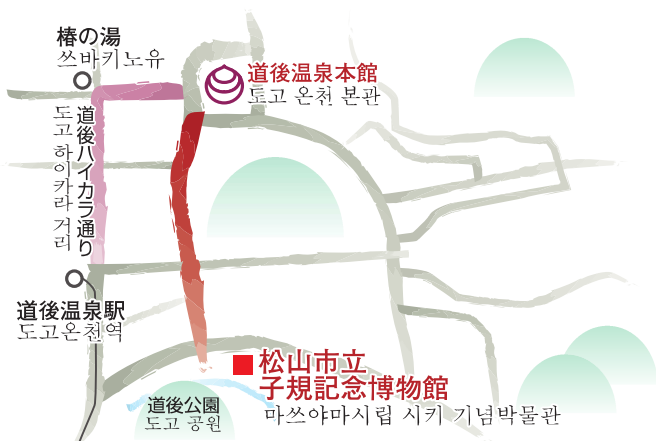 椿の湯
쓰바키노유
道後温泉本館
도고 온천 본관
道後ハイカラ通り
도고 하이카라 거리
道後温泉駅
도고온천역
松山市立
子規記念博物館
마쓰야마시립 시키 기념박물관
道後公園
도고 공원